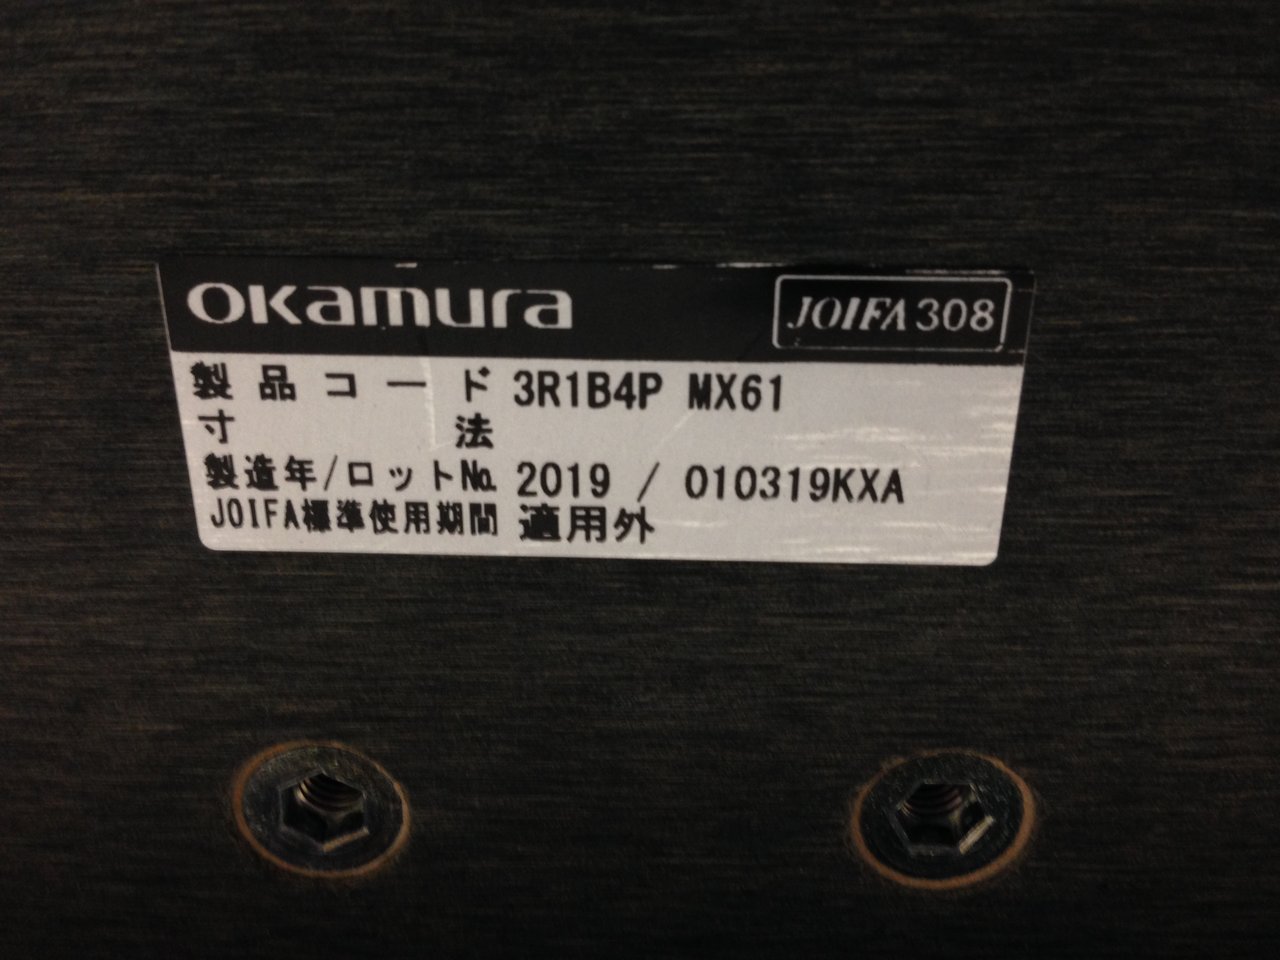 okamura
JOIFA308
製品コード 3R1B4P MX61
寸法
製造年/ロット№ 2019 / 010319KXA
JOIFA標準使用期間 適用外